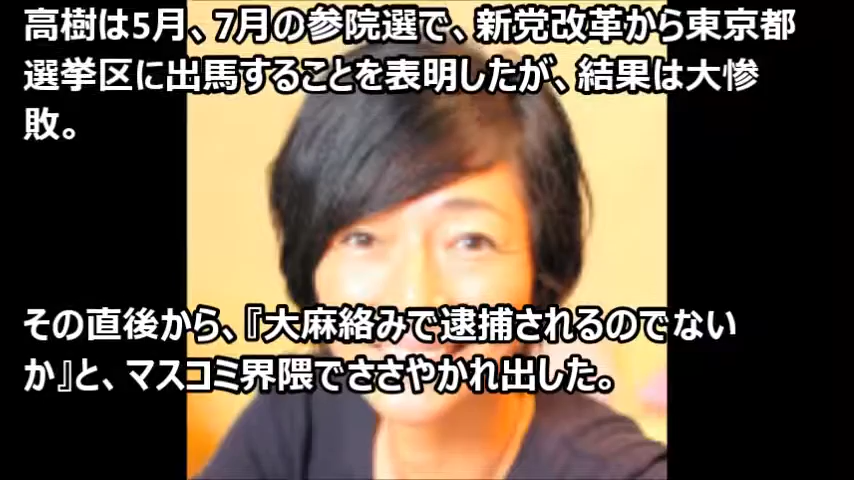 高樹は5月、7月の参院選で、新党改革から東京都
選挙区に出馬することを表明したが、結果は大惨
敗。
その直後から、『大麻絡みで逮捕されるのでない
か』と、マスコミ界隈でささやかれ出した。